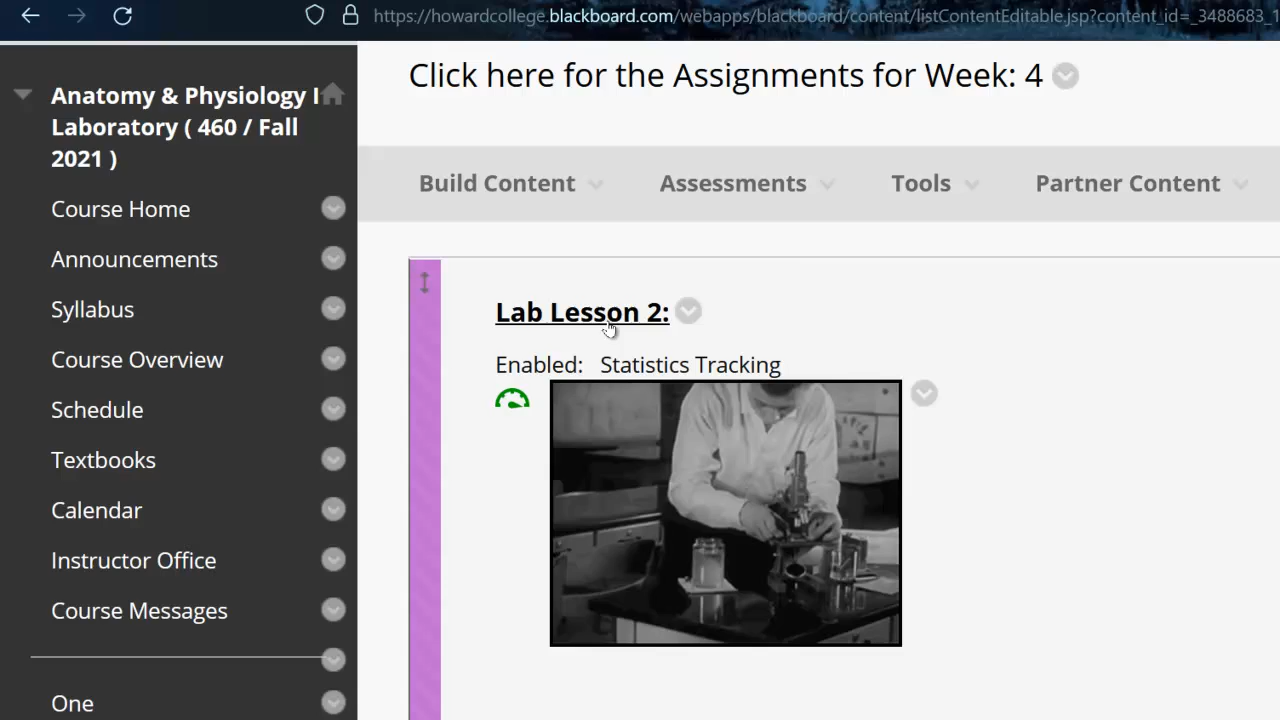 https://howardcollege.blackboard.com/webapps/blackboard/content/listContentEditable.jsp?content_id=_3488683_1
Click here for the Assignments for Week: 4
Anatomy & Physiology I
Laboratory ( 460 / Fall
2021 )
Build Content
Assessments
Tools
Partner Content
Course Home
Announcements
Syllabus
Course Overview
Schedule
Textbooks
Calendar
Instructor Office
Course Messages
One
Lab Lesson 2:
Enabled: Statistics Tracking